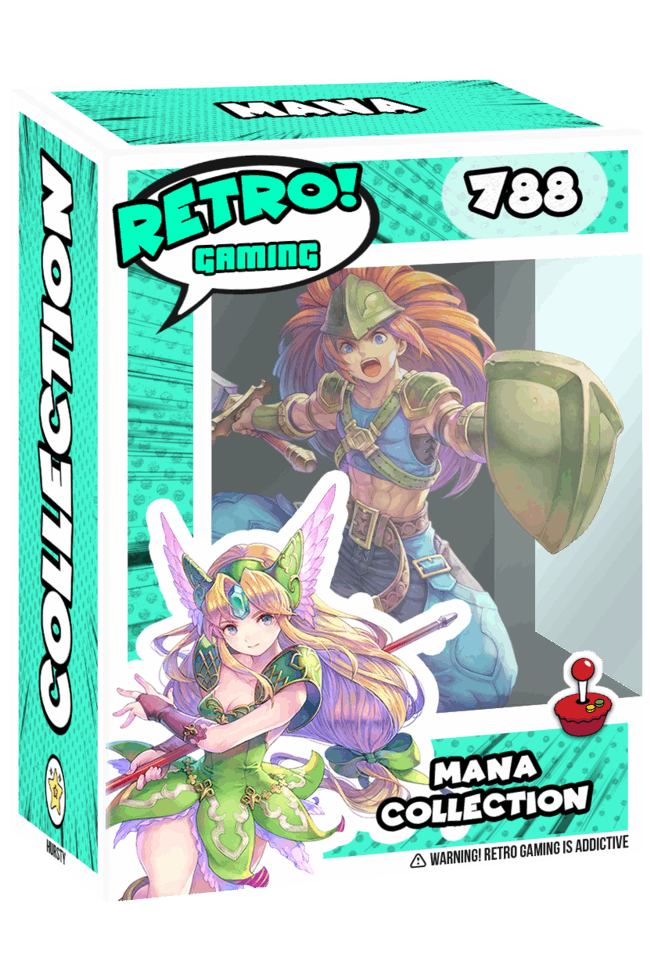 MANA
COLLECTION
HURSTY
RETRO!
GAMING
788
MANA
COLLECTION
WARNING! RETRO GAMING IS ADDICTIVE